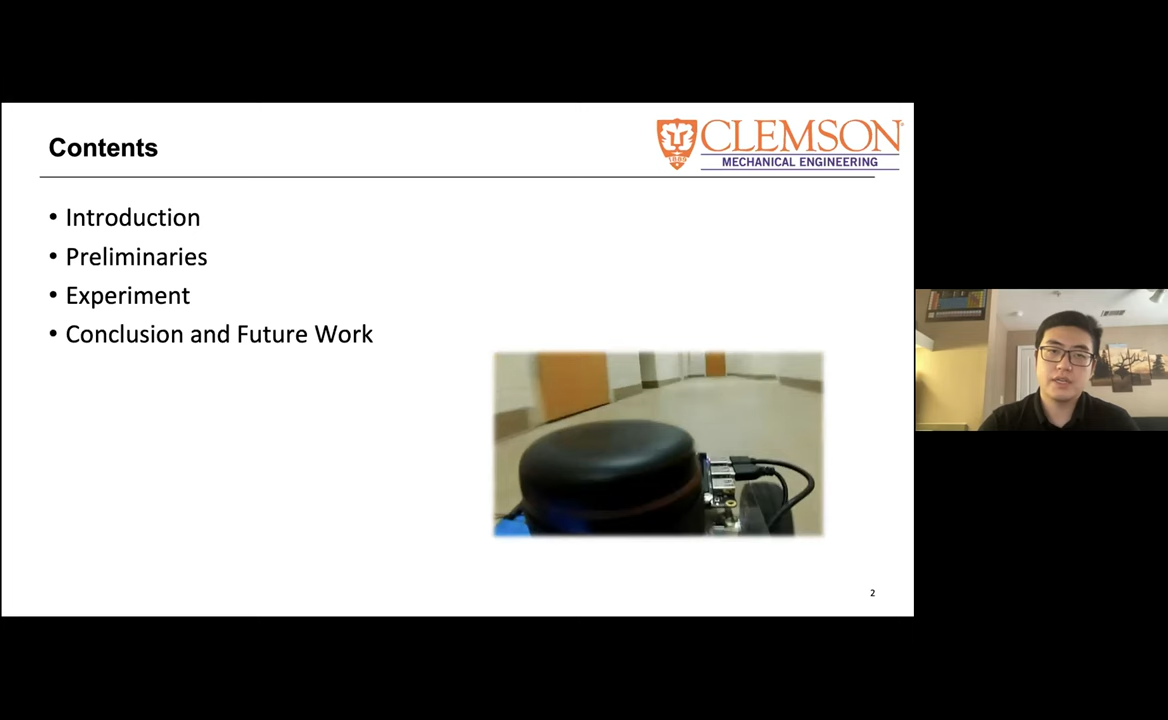 Contents
CLEMSON
MECHANICAL ENGINEERING
• Introduction
• Preliminaries
• Experiment
• Conclusion and Future Work
2